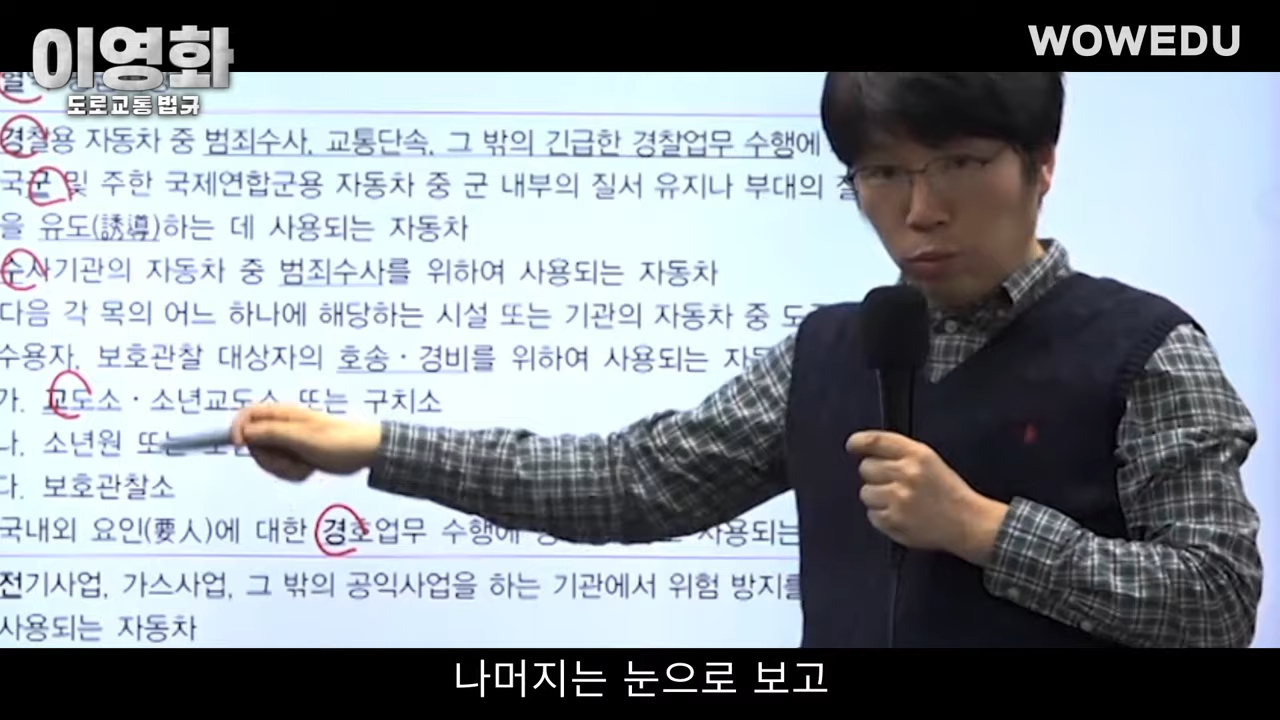 이영화
도로교통법규
WOWEDU
경찰용 자동차 중 범죄수사, 교통단속, 그 밖의 긴급한 경찰업무 수행에
국군 및 주한 국제연합군용 자동차 중 군 내부의 질서 유지나 부대의 질
을 유도(誘導)하는 데 사용되는 자동차
수사기관의 자동차 중 범죄수사를 위하여 사용되는 자동차
다음 각 목의 어느 하나에 해당하는 시설 또는 기관의 자동차 중 도
수용자, 보호관찰 대상자의 호송·경비를 위하여 사용되는 자동
가. 교도소·소년교도소 또는 구치소
나. 소년원 또는
다. 보호관찰소
국내외 요인(要人)에 대한 경호업무 수행에 사용되는
전기사업, 가스사업, 그 밖의 공익사업을 하는 기관에서 위험 방지를
사용되는 자동차
나머지는 눈으로 보고